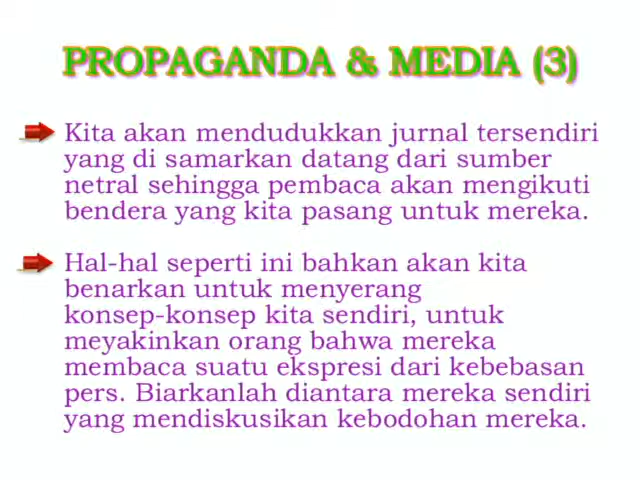 PROPAGANDA & MEDIA (3)
Kita akan mendudukkan jurnal tersendiri
yang di samarkan datang dari sumber
netral sehingga pembaca akan mengikuti
bendera yang kita pasang untuk mereka.
Hal-hal seperti ini bahkan akan kita
benarkan untuk menyerang
konsep-konsep kita sendiri, untuk
meyakinkan orang bahwa mereka
membaca suatu ekspresi dari kebebasan
pers. Biarkanlah diantara mereka sendiri
yang mendiskusikan kebodohan mereka.